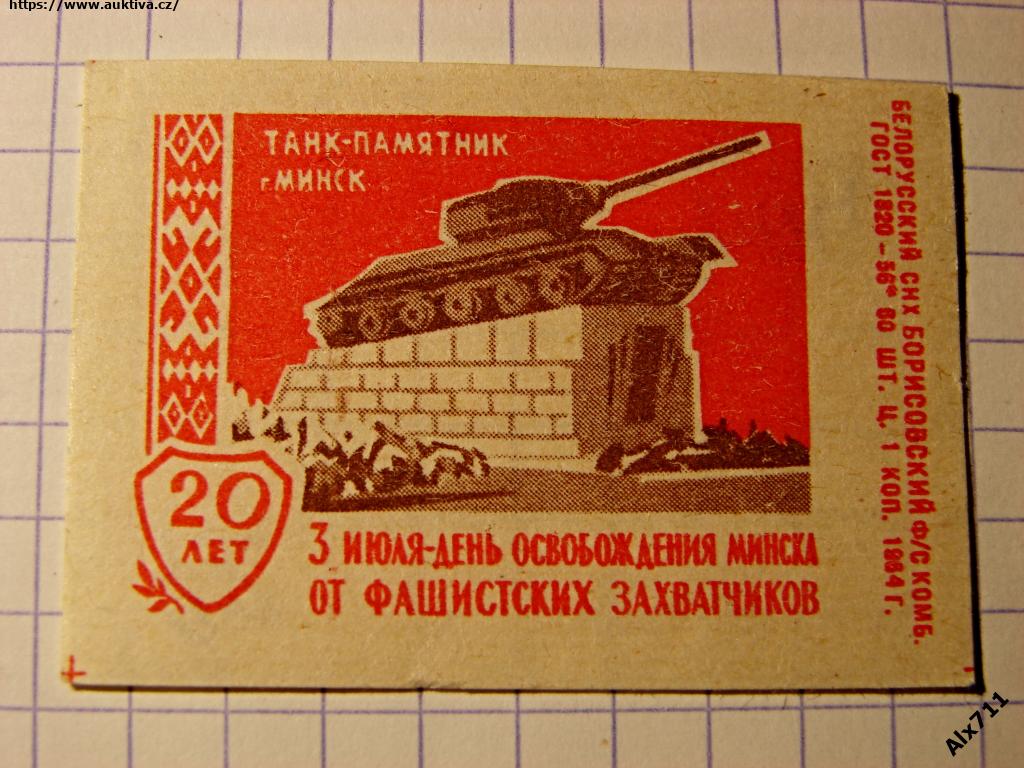 https://www.auktiva.cz/
ТАНК-ПАМЯТНИК
г.МИНСК
20
ЛЕТ
3 ИЮЛЯ-ДЕНЬ ОСВОБОЖДЕНИЯ МИНСКА
ОТ ФАШИСТСКИХ ЗАХВАТЧИКОВ
БЕЛОРУССКИЙ СНХ БОРИСОВСКИЙ Ф/СКОМБ.
ГОСТ 1820-56* 60 ШТ. Ц. 1 КОП. 1964 Г.
Alx711